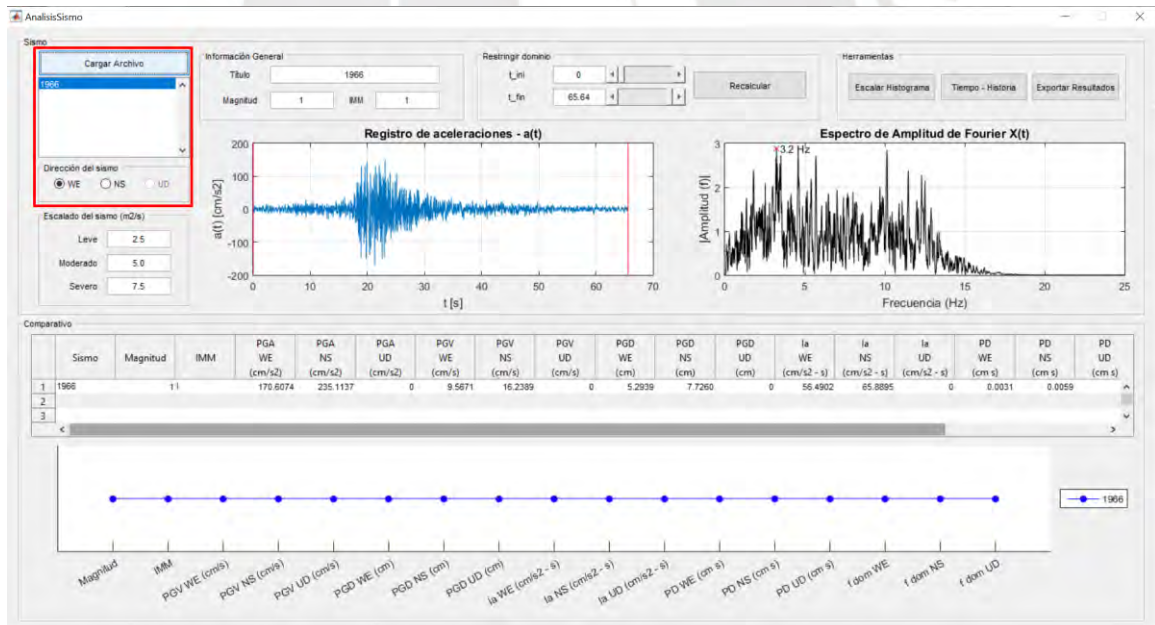 AnalisisSismo
Sismo
Cargar Archivo
1966
Dirección del sismo
WE NS UD
Escalado del sismo (m2/s)
Leve 2.5
Moderado 5.0
Severo 7.5
Información General
Título 1966
Magnitud 1 IMM 1
Restringir dominio
t_ini 0
t_fin 65.64
Recalcular
Herramientas
Escalar Histograma Tiempo - Historia Exportar Resultados
Registro de aceleraciones - a(t)
a(t) [cm/s2]
200
100
0
-100
-200
0 10 20 30 40 50 60 70
t [s]
Espectro de Amplitud de Fourier X(t)
3.2 Hz
|Amplitud (f)|
3
2
1
0
0 5 10 15 20 25
Frecuencia (Hz)
Comparativo
Sismo Magnitud IMM PGA WE (cm/s2) PGA NS (cm/s2) PGA UD (cm/s2) PGV WE (cm/s) PGV NS (cm/s) PGV UD (cm/s) PGD WE (cm) PGD NS (cm) PGD UD (cm) Ia WE (cm/s2 - s) Ia NS (cm/s2 - s) Ia UD (cm/s2 - s) PD WE (cm s) PD NS (cm s) PD UD (cm s)
1 1966 1 1 170.6074 235.1137 0 9.5671 16.2389 0 5.2939 7.7260 0 56.4902 65.8895 0 0.0031 0.0059
2
3
1966
Magnitud IMM PGV WE (cm/s) PGV NS (cm/s) PGV UD (cm/s) PGD WE (cm) PGD NS (cm) PGD UD (cm) Ia WE (cm/s2 - s) Ia NS (cm/s2 - s) Ia UD (cm/s2 - s) PD WE (cm s) PD NS (cm s) PD UD (cm s) f dom WE f dom NS f dom UD